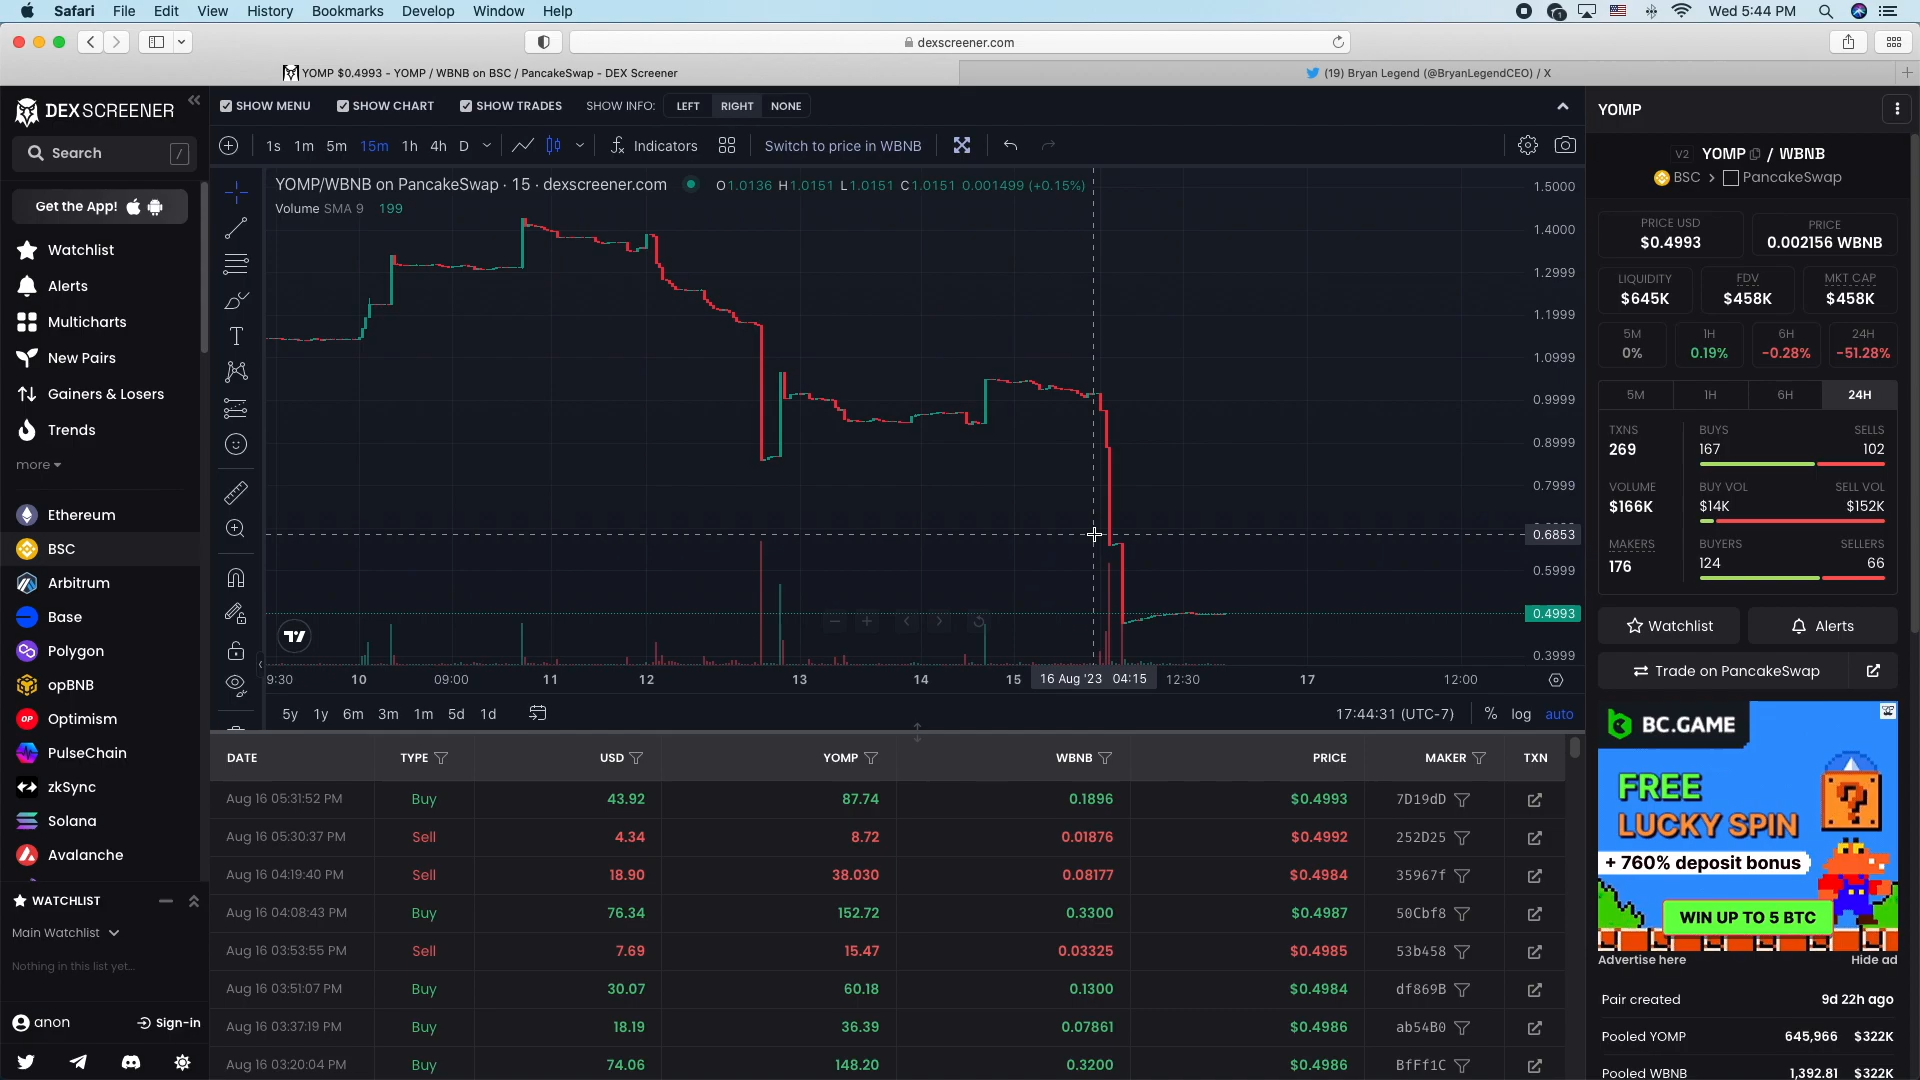 Safari File Edit View History Bookmarks Develop Window Help
1 Wed 5:44 PM
dexscreener.com
YOMP $0.4993 - YOMP / WBNB on BSC / PancakeSwap - DEX Screener
(19) Bryan Legend (@BryanLegendCEO) / X
DEXSCREENER
Search /
Get the App!
Watchlist
Alerts
Multicharts
New Pairs
Gainers & Losers
Trends
more
Ethereum
BSC
Arbitrum
Base
Polygon
opBNB
OP Optimism
PulseChain
zkSync
Solana
Avalanche
WATCHLIST
Main Watchlist
Nothing in this list yet...
anon Sign-in
SHOW MENU SHOW CHART SHOW TRADES SHOW INFO: LEFT RIGHT NONE
1s 1m 5m 15m 1h 4h D Indicators Switch to price in WBNB
YOMP/WBNB on PancakeSwap · 15 · dexscreener.com O1.0136 H1.0151 L1.0151 C1.0151 0.001499 (+0.15%)
Volume SMA 9 199
1.5000
1.4000
1.2999
1.1999
1.0999
0.9999
0.8999
0.7999
0.6853
0.5999
0.4993
0.3999
9:30 10 09:00 11 12 13 14 15 16 Aug '23 04:15 12:30 17 12:00
5y 1y 6m 3m 1m 5d 1d 17:44:31 (UTC-7) % log auto
DATE TYPE USD YOMP WBNB PRICE MAKER TXN
Aug 16 05:31:52 PM Buy 43.92 87.74 0.1896 $0.4993 7D19dD
Aug 16 05:30:37 PM Sell 4.34 8.72 0.01876 $0.4992 252D25
Aug 16 04:19:40 PM Sell 18.90 38.030 0.08177 $0.4984 35967f
Aug 16 04:08:43 PM Buy 76.34 152.72 0.3300 $0.4987 50Cbf8
Aug 16 03:53:55 PM Sell 7.69 15.47 0.03325 $0.4985 53b458
Aug 16 03:51:07 PM Buy 30.07 60.18 0.1300 $0.4984 df869B
Aug 16 03:37:19 PM Buy 18.19 36.39 0.07861 $0.4986 ab54B0
Aug 16 03:20:04 PM Buy 74.06 148.20 0.3200 $0.4986 BfFf1C
YOMP
V2 YOMP / WBNB
BSC > PancakeSwap
PRICE USD PRICE
$0.4993 0.002156 WBNB
LIQUIDITY FDV MKT CAP
$645K $458K $458K
5M 1H 6H 24H
0% 0.19% -0.28% -51.28%
5M 1H 6H 24H
TXNS BUYS SELLS
269 167 102
VOLUME BUY VOL SELL VOL
$166K $14K $152K
MAKERS BUYERS SELLERS
176 124 66
Watchlist Alerts
Trade on PancakeSwap
BC.GAME
FREE
LUCKY SPIN
+ 760% deposit bonus
WIN UP TO 5 BTC
Advertise here Hide ad
Pair created 9d 22h ago
Pooled YOMP 645,966 $322K
Pooled WBNB 1,392.81 $322K